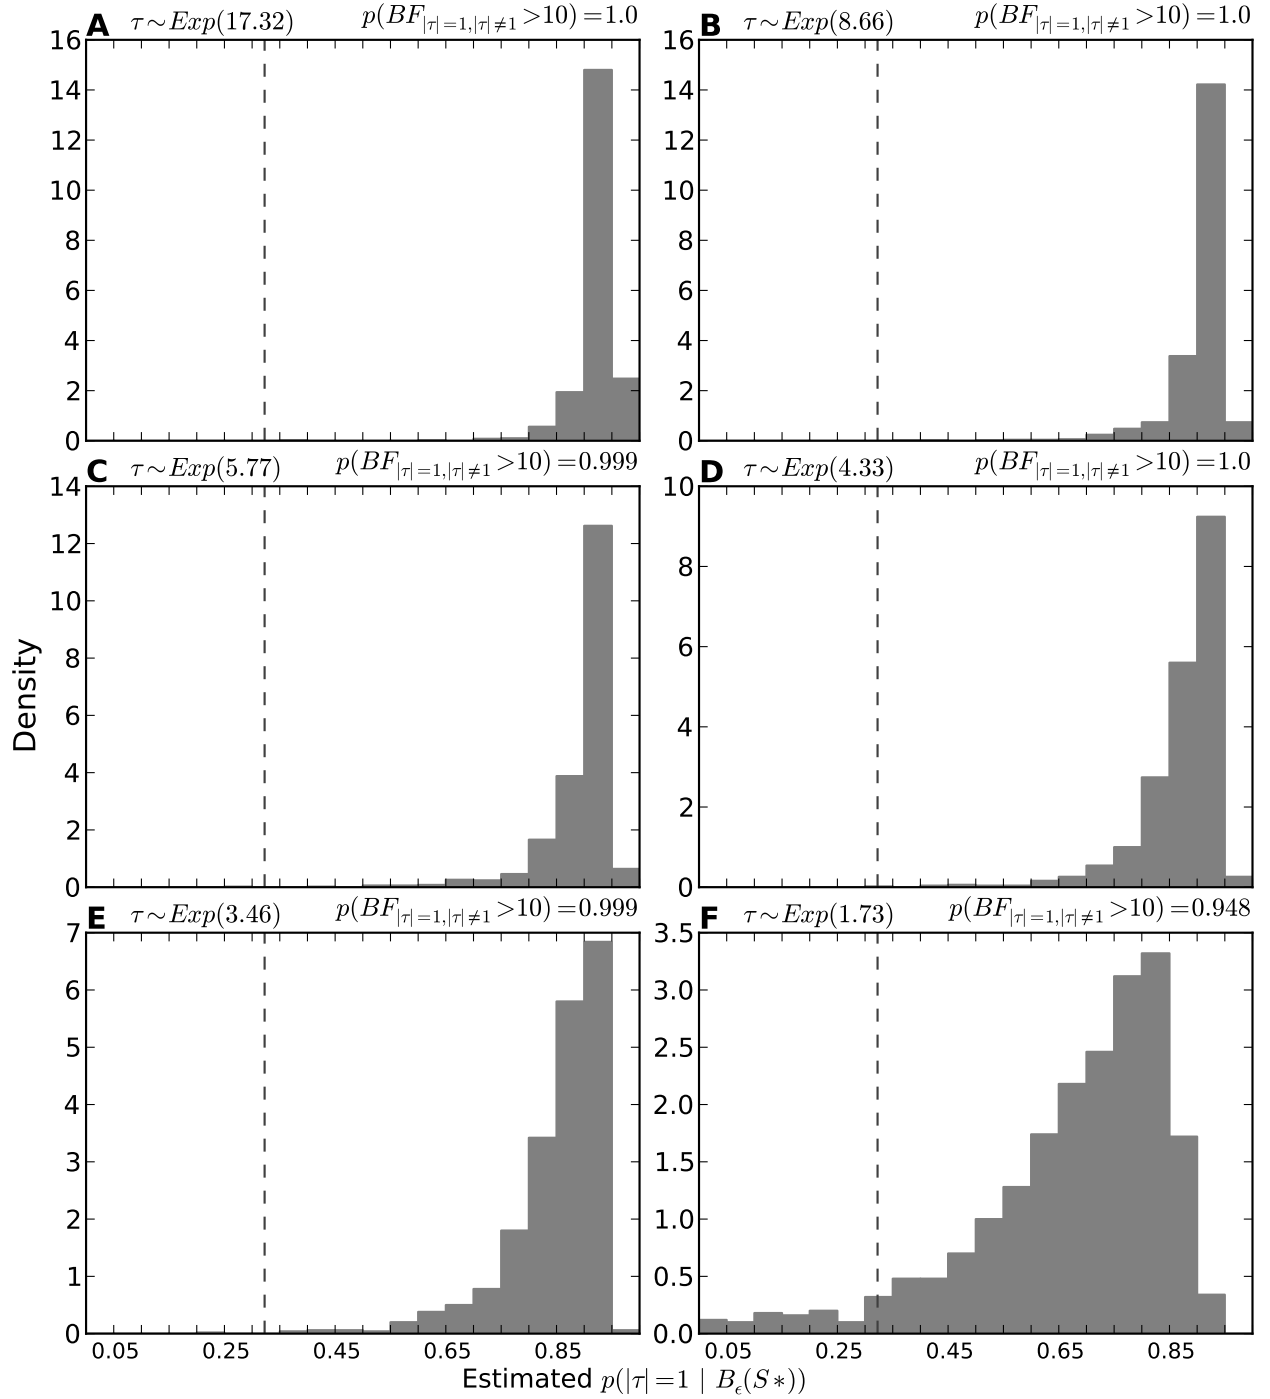 A τ∼Exp(17.32) p(BF|τ|=1,|τ|≠1>10)=1.0
B τ∼Exp(8.66) p(BF|τ|=1,|τ|≠1>10)=1.0
16 14 12 10 8 6 4 2 0
16 14 12 10 8 6 4 2 0
C τ∼Exp(5.77) p(BF|τ|=1,|τ|≠1>10)=0.999
D τ∼Exp(4.33) p(BF|τ|=1,|τ|≠1>10)=1.0
14 12 10 8 6 4 2 0
10 8 6 4 2 0
Density
E τ∼Exp(3.46) p(BF|τ|=1,|τ|≠1>10)=0.999
F τ∼Exp(1.73) p(BF|τ|=1,|τ|≠1>10)=0.948
7 6 5 4 3 2 1 0
3.5 3.0 2.5 2.0 1.5 1.0 0.5 0.0
0.05 0.25 0.45 0.65 0.85
0.05 0.25 0.45 0.65 0.85
Estimated p(|τ|=1 | Bϵ(S∗))